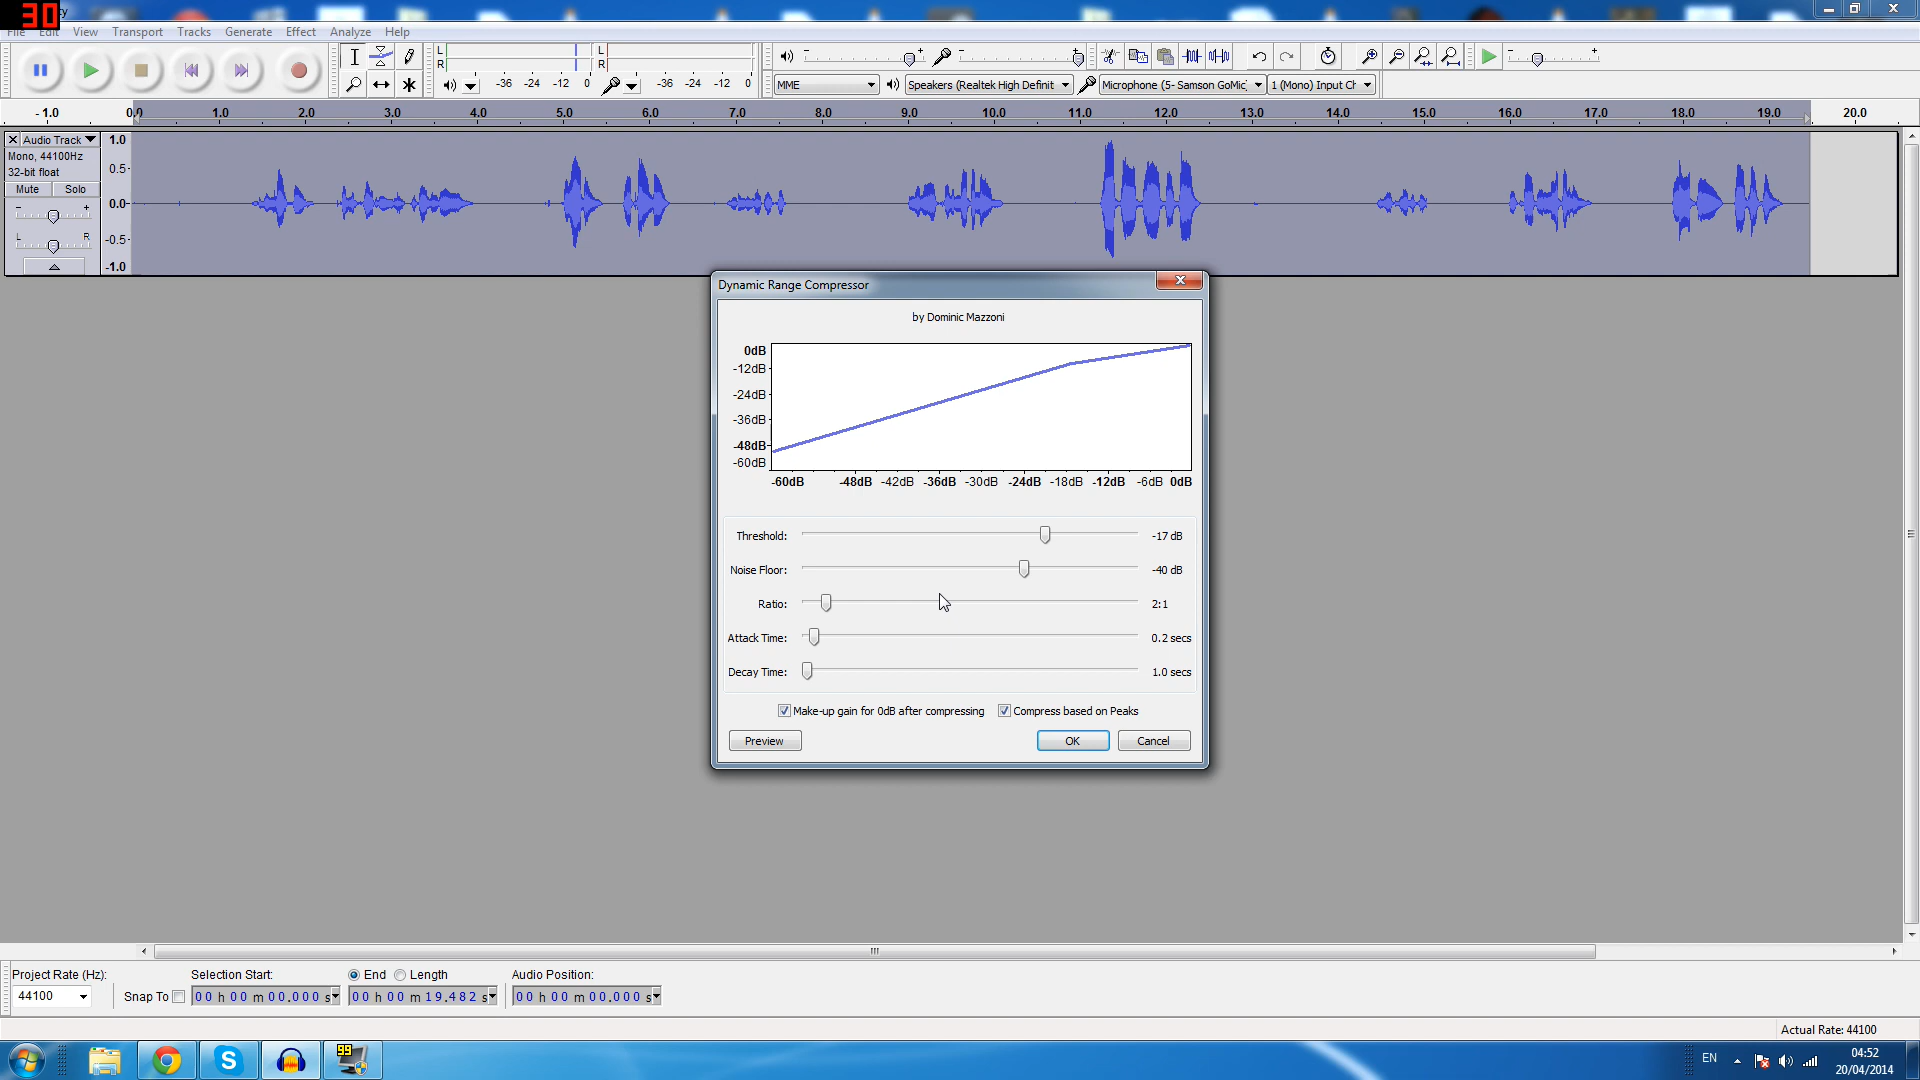 30
ty
File Edit View Transport Tracks Generate Effect Analyze Help
L
R
-36 -24 -12 0
L
R
-36 -24 -12 0
MME Speakers (Realtek High Definit Microphone (5- Samson GoMic) 1 (Mono) Input Ch
- 1.0 0.0 1.0 2.0 3.0 4.0 5.0 6.0 7.0 8.0 9.0 10.0 11.0 12.0 13.0 14.0 15.0 16.0 17.0 18.0 19.0 20.0
Audio Track
Mono, 44100Hz
32-bit float
Mute Solo
- +
L R
1.0
0.5
0.0
-0.5
-1.0
Dynamic Range Compressor
by Dominic Mazzoni
0dB
-12dB
-24dB
-36dB
-48dB
-60dB
-60dB -48dB -42dB -36dB -30dB -24dB -18dB -12dB -6dB 0dB
Threshold: -17 dB
Noise Floor: -40 dB
Ratio: 2:1
Attack Time: 0.2 secs
Decay Time: 1.0 secs
Make-up gain for 0dB after compressing Compress based on Peaks
Preview OK Cancel
Project Rate (Hz): Selection Start: End Length Audio Position:
44100 Snap To 00 h 00 m 00.000 s 00 h 00 m 19.482 s 00 h 00 m 00.000 s
Actual Rate: 44100
99
EN 04:52
20/04/2014